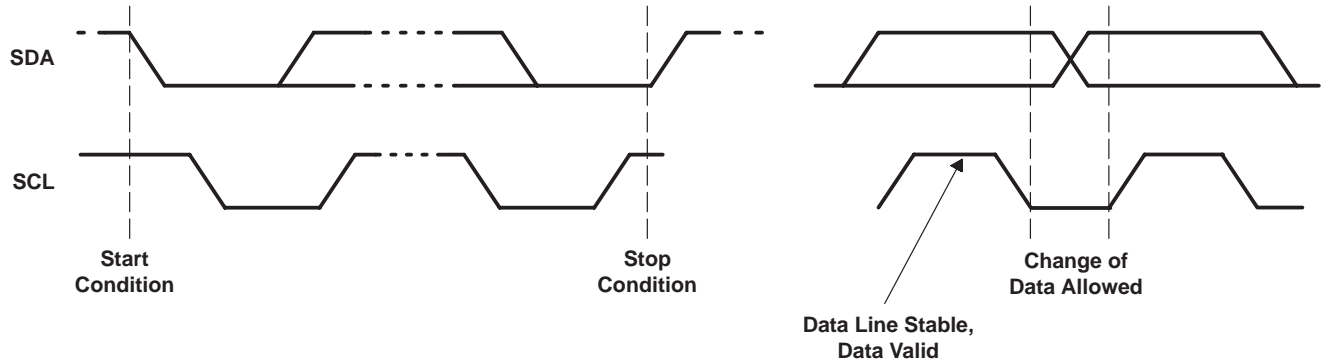 SDA
SCL
Start
Condition
Stop
Condition
Change of
Data Allowed
Data Line Stable,
Data Valid